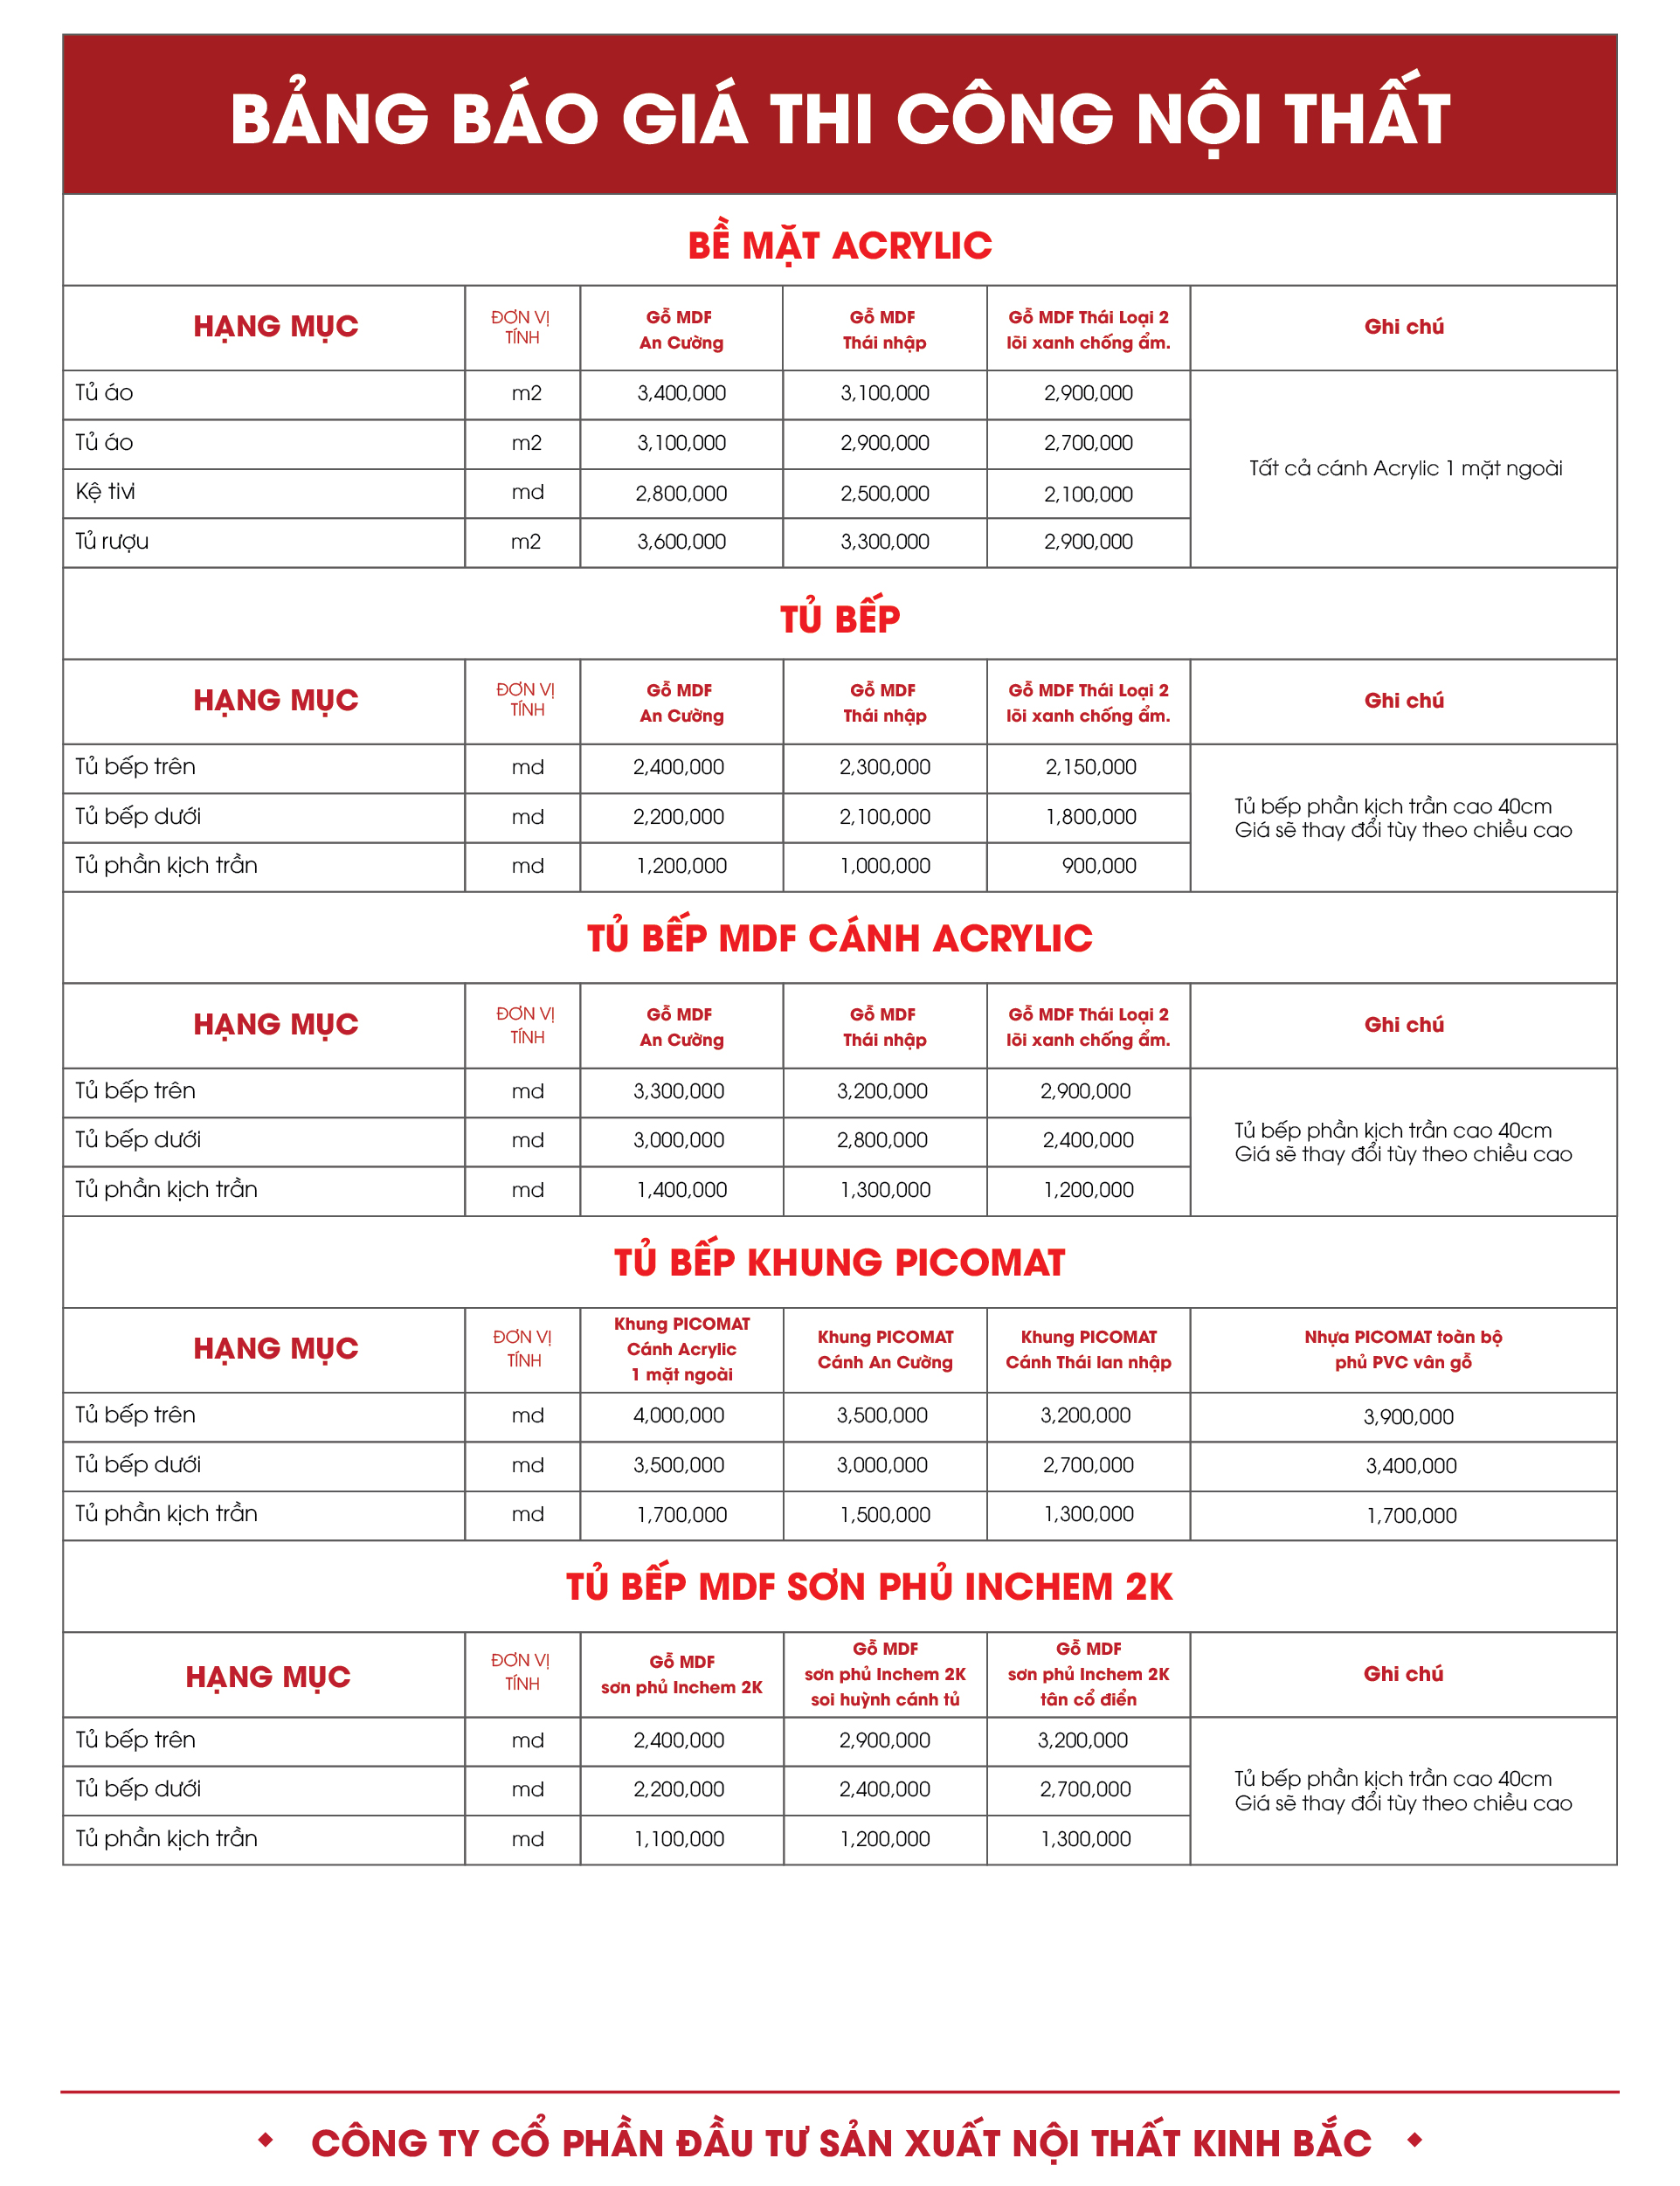 BẢNG BÁO GIÁ THI CÔNG NỘI THẤT
BỀ MẶT ACRYLIC
HẠNG MỤC
ĐƠN VỊ
TÍNH
Gỗ MDF
An Cường
Gỗ MDF
Thái nhập
Gỗ MDF Thái Loại 2
lõi xanh chống ẩm.
Ghi chú
Tủ áo m2 3,400,000 3,100,000 2,900,000
Tủ áo m2 3,100,000 2,900,000 2,700,000
Tất cả cánh Acrylic 1 mặt ngoài
Kệ tivi md 2,800,000 2,500,000 2,100,000
Tủ rượu m2 3,600,000 3,300,000 2,900,000
TỦ BẾP
HẠNG MỤC
ĐƠN VỊ
TÍNH
Gỗ MDF
An Cường
Gỗ MDF
Thái nhập
Gỗ MDF Thái Loại 2
lõi xanh chống ẩm.
Ghi chú
Tủ bếp trên md 2,400,000 2,300,000 2,150,000
Tủ bếp dưới md 2,200,000 2,100,000 1,800,000
Tủ phần kịch trần md 1,200,000 1,000,000 900,000
Tủ bếp phần kịch trần cao 40cm
Giá sẽ thay đổi tùy theo chiều cao
TỦ BẾP MDF CÁNH ACRYLIC
HẠNG MỤC
ĐƠN VỊ
TÍNH
Gỗ MDF
An Cường
Gỗ MDF
Thái nhập
Gỗ MDF Thái Loại 2
lõi xanh chống ẩm.
Ghi chú
Tủ bếp trên md 3,300,000 3,200,000 2,900,000
Tủ bếp dưới md 3,000,000 2,800,000 2,400,000
Tủ phần kịch trần md 1,400,000 1,300,000 1,200,000
Tủ bếp phần kịch trần cao 40cm
Giá sẽ thay đổi tùy theo chiều cao
TỦ BẾP KHUNG PICOMAT
HẠNG MỤC
ĐƠN VỊ
TÍNH
Khung PICOMAT
Cánh Acrylic
1 mặt ngoài
Khung PICOMAT
Cánh An Cường
Khung PICOMAT
Cánh Thái lan nhập
Nhựa PICOMAT toàn bộ
phủ PVC vân gỗ
Tủ bếp trên md 4,000,000 3,500,000 3,200,000 3,900,000
Tủ bếp dưới md 3,500,000 3,000,000 2,700,000 3,400,000
Tủ phần kịch trần md 1,700,000 1,500,000 1,300,000 1,700,000
TỦ BẾP MDF SƠN PHỦ INCHEM 2K
HẠNG MỤC
ĐƠN VỊ
TÍNH
Gỗ MDF
sơn phủ Inchem 2K
Gỗ MDF
sơn phủ Inchem 2K
soi huỳnh cánh tủ
Gỗ MDF
sơn phủ Inchem 2K
tân cổ điển
Ghi chú
Tủ bếp trên md 2,400,000 2,900,000 3,200,000
Tủ bếp dưới md 2,200,000 2,400,000 2,700,000
Tủ phần kịch trần md 1,100,000 1,200,000 1,300,000
Tủ bếp phần kịch trần cao 40cm
Giá sẽ thay đổi tùy theo chiều cao
CÔNG TY CỔ PHẦN ĐẦU TƯ SẢN XUẤT NỘI THẤT KINH BẮC